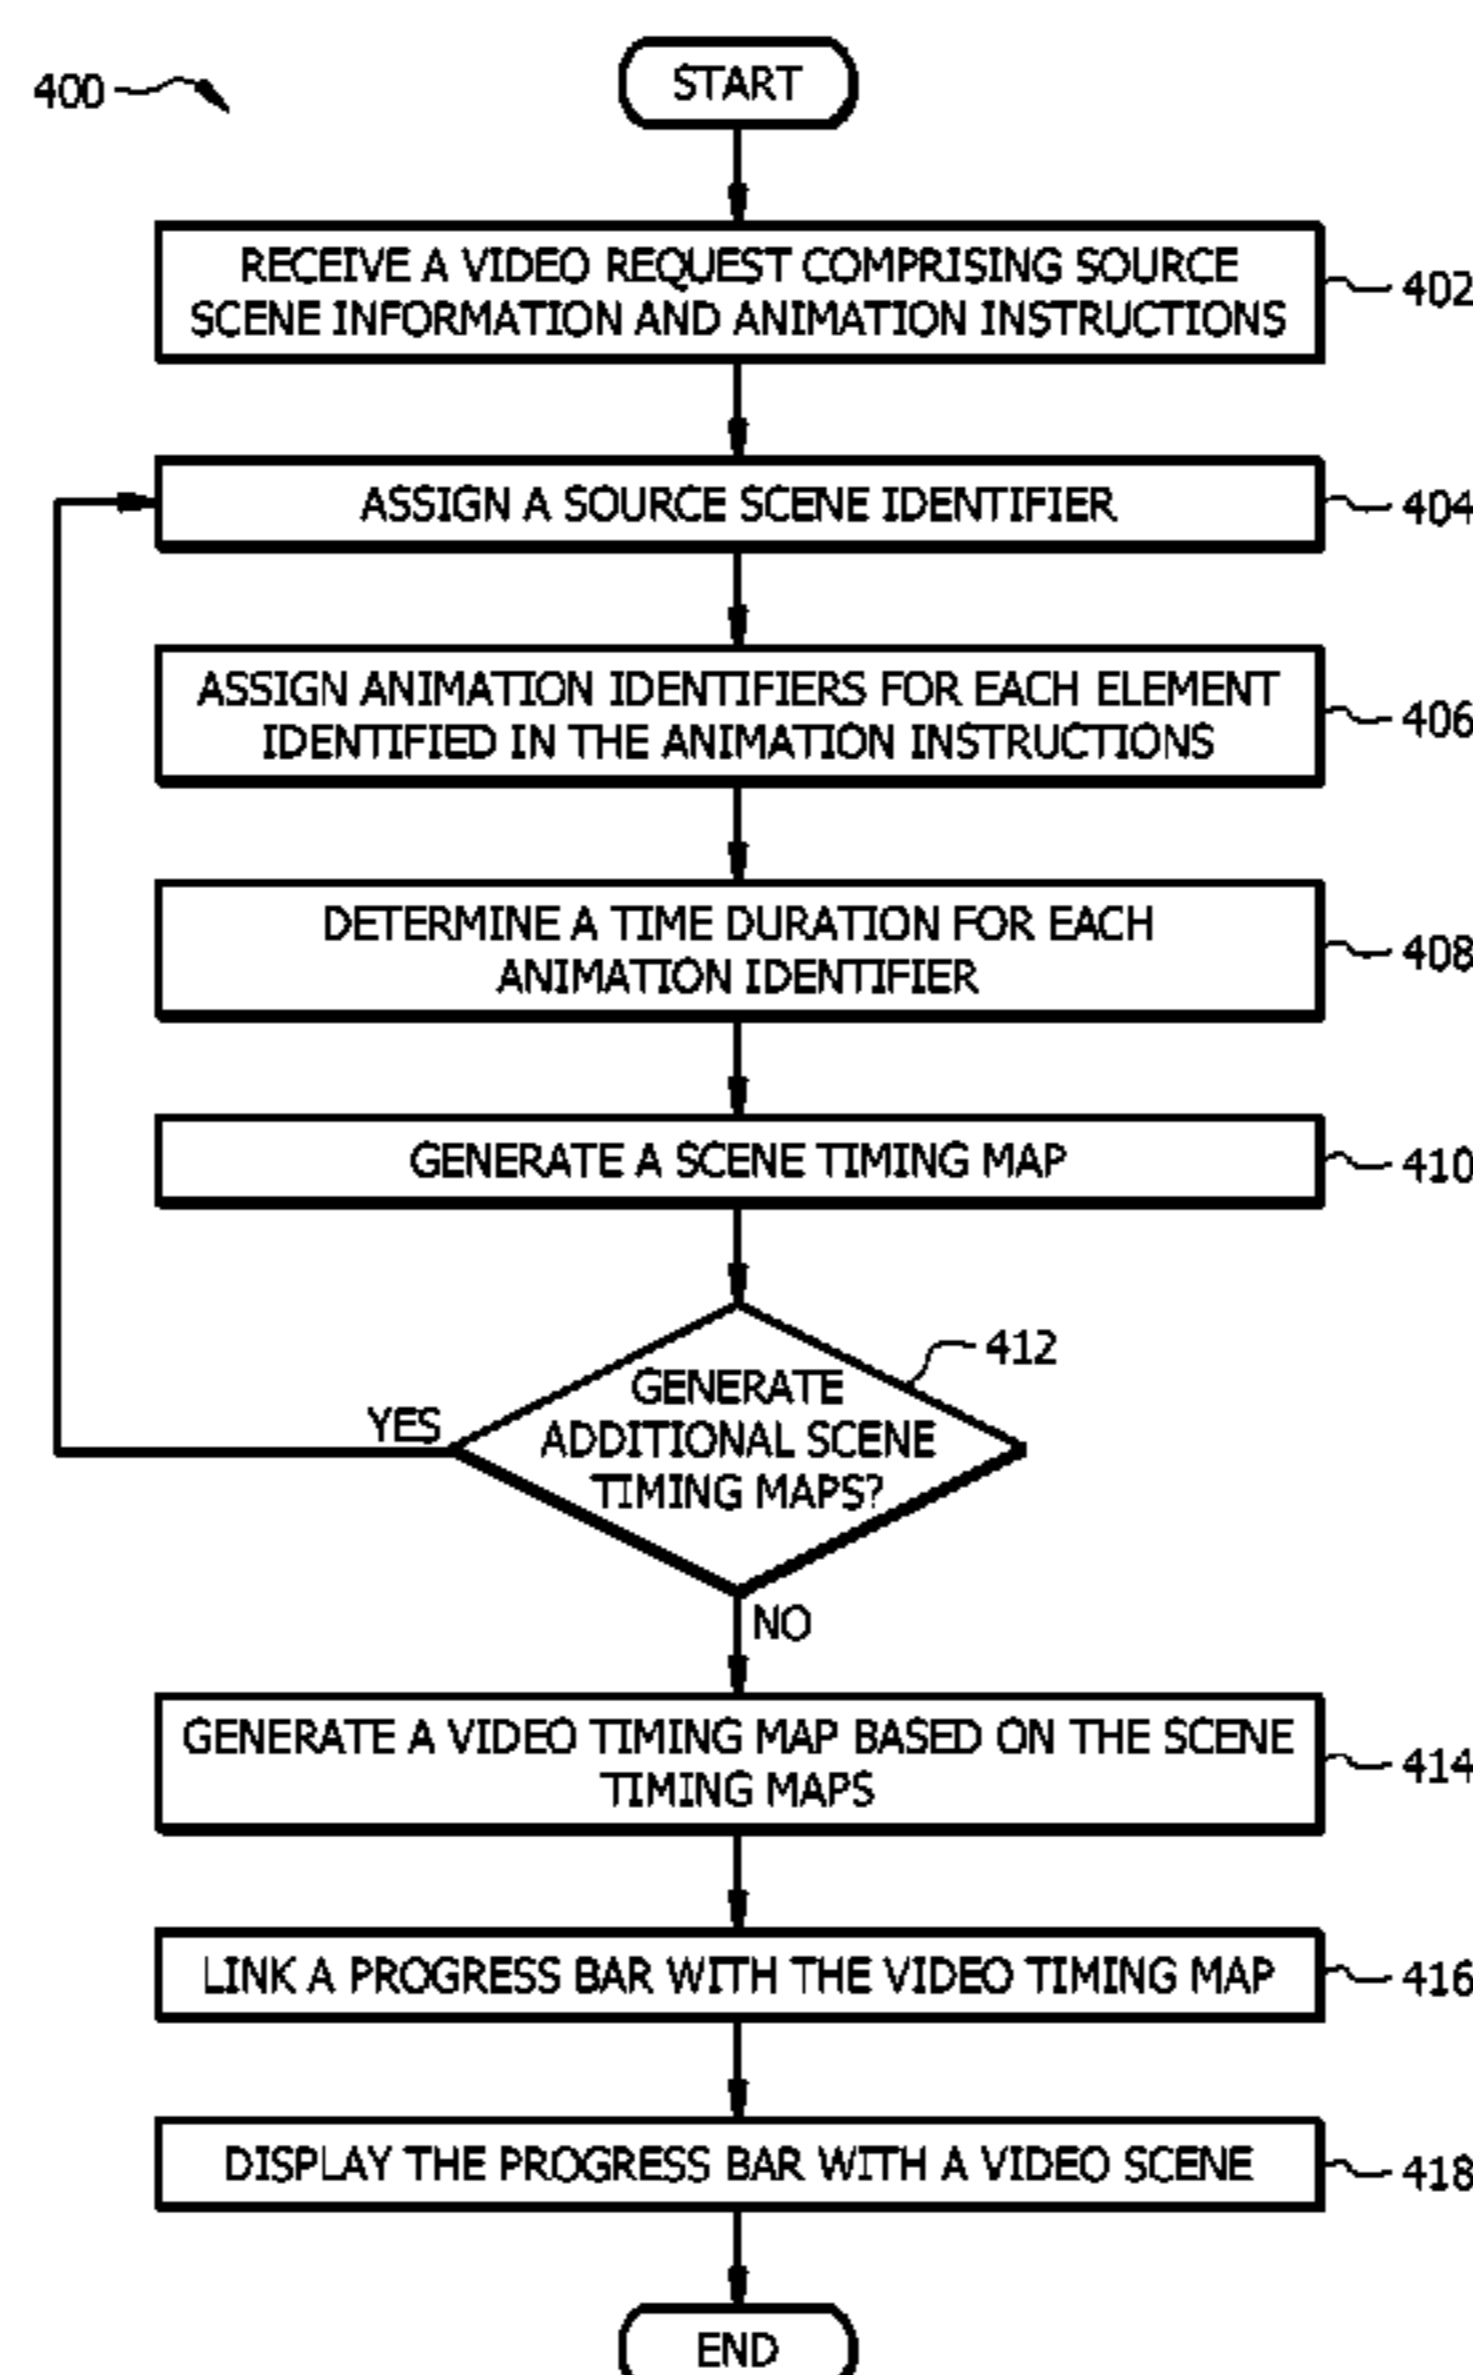 400
START
RECEIVE A VIDEO REQUEST COMPRISING SOURCE
SCENE INFORMATION AND ANIMATION INSTRUCTIONS
402
ASSIGN A SOURCE SCENE IDENTIFIER
404
ASSIGN ANIMATION IDENTIFIERS FOR EACH ELEMENT
IDENTIFIED IN THE ANIMATION INSTRUCTIONS
406
DETERMINE A TIME DURATION FOR EACH
ANIMATION IDENTIFIER
408
GENERATE A SCENE TIMING MAP
410
412
GENERATE
ADDITIONAL SCENE
TIMING MAPS?
YES
NO
GENERATE A VIDEO TIMING MAP BASED ON THE SCENE
TIMING MAPS
414
LINK A PROGRESS BAR WITH THE VIDEO TIMING MAP
416
DISPLAY THE PROGRESS BAR WITH A VIDEO SCENE
418
END